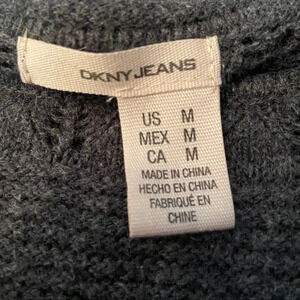 DKNY JEANS
US M
MEX M
CA M
MADE IN CHINA
HECHO EN CHINA
FABRIQUÉ EN
CHINE